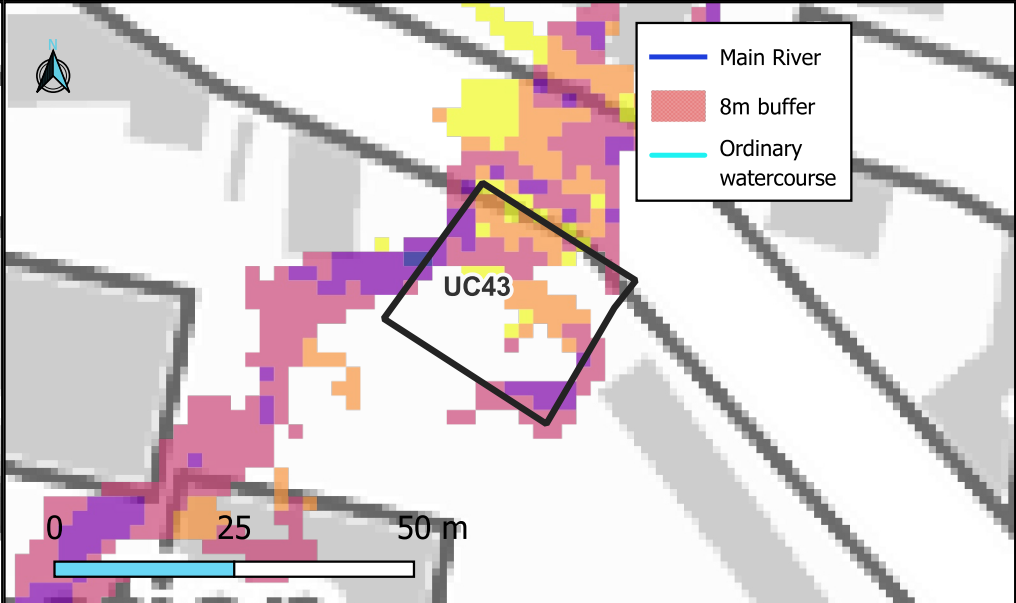 N
Main River
8m buffer
Ordinary
watercourse
UC43
0 25 50 m